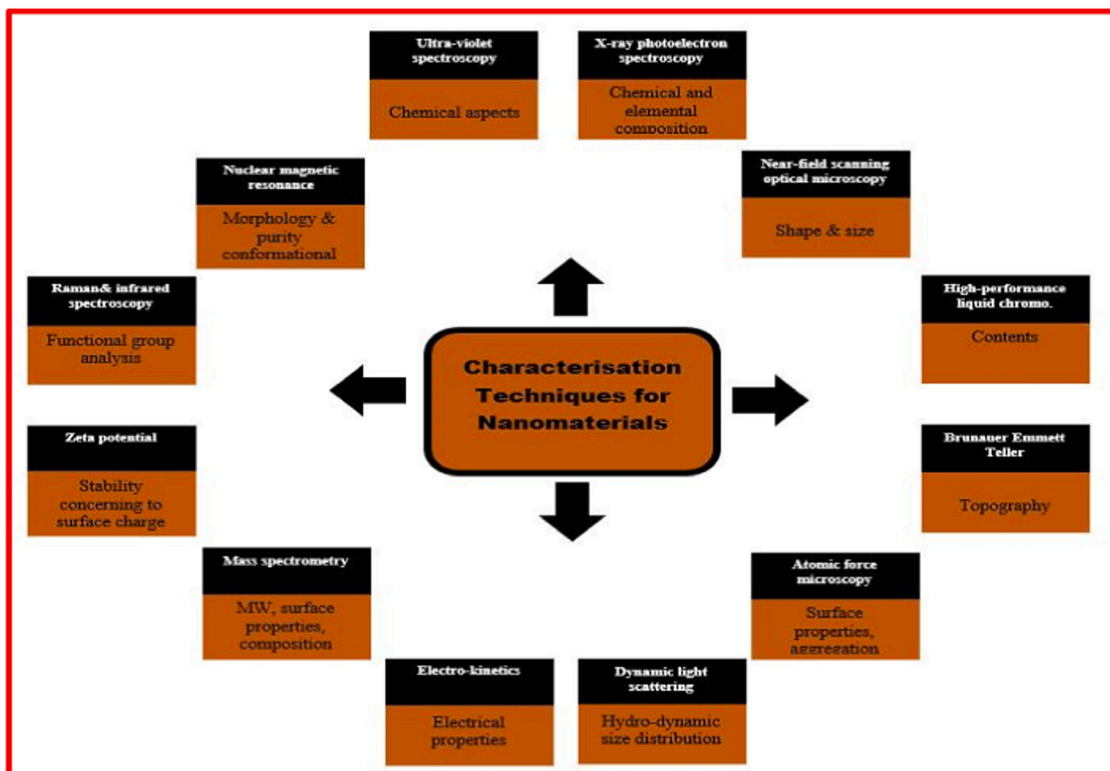 Ultra-violet
spectroscopy
Chemical aspects
X-ray photoelectron
spectroscopy
Chemical and
elemental
composition
Nuclear magnetic
resonance
Morphology &
purity
conformational
Near-field scanning
optical microscopy
Shape & size
Raman& infrared
spectroscopy
Functional group
analysis
High-performance
liquid chromo.
Contents
Characterisation
Techniques for
Nanomaterials
Zeta potential
Stability
concerning to
surface charge
Brunauer Emmett
Teller
Topography
Mass spectrometry
MW, surface
properties,
composition
Atomic force
microscopy
Surface
properties,
aggregation
Electro-kinetics
Electrical
properties
Dynamic light
scattering
Hydro-dynamic
size distribution